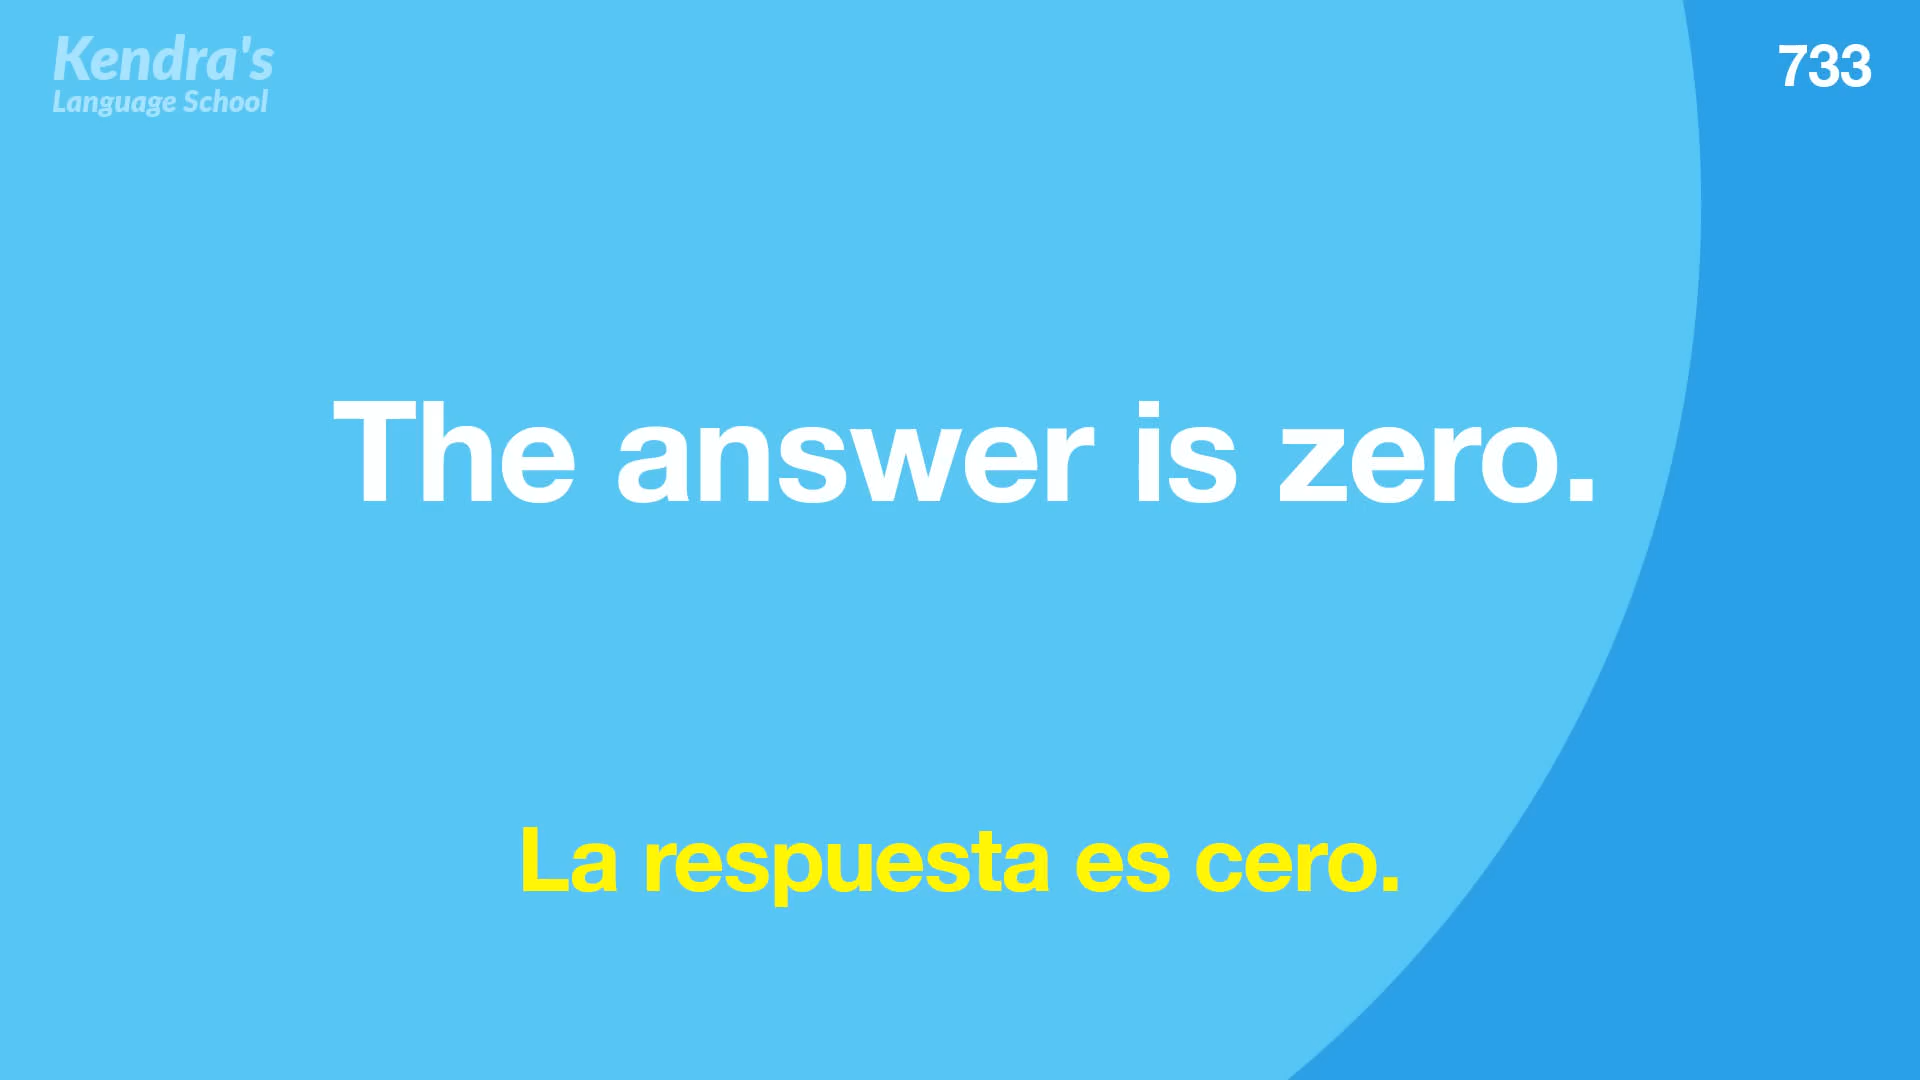 Kendra's
Language School
733
The answer is zero.
La respuesta es cero.